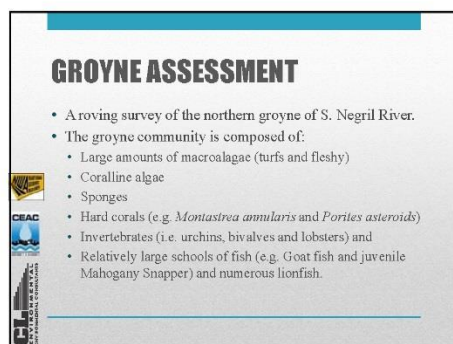 GROYNE ASSESSMENT
• A roving survey of the northern groyne of S. Negril River.
• The groyne community is composed of:
• Large amounts of macroalagae (turfs and fleshy)
• Coralline algae
• Sponges
• Hard corals (e.g. Montastrea annularis and Porites asteroids)
• Invertebrates (i.e. urchins, bivalves and lobsters) and
• Relatively large schools of fish (e.g. Goat fish and juvenile
Mahogany Snapper) and numerous lionfish.
CEAC
CL
ENVIRONMENTAL